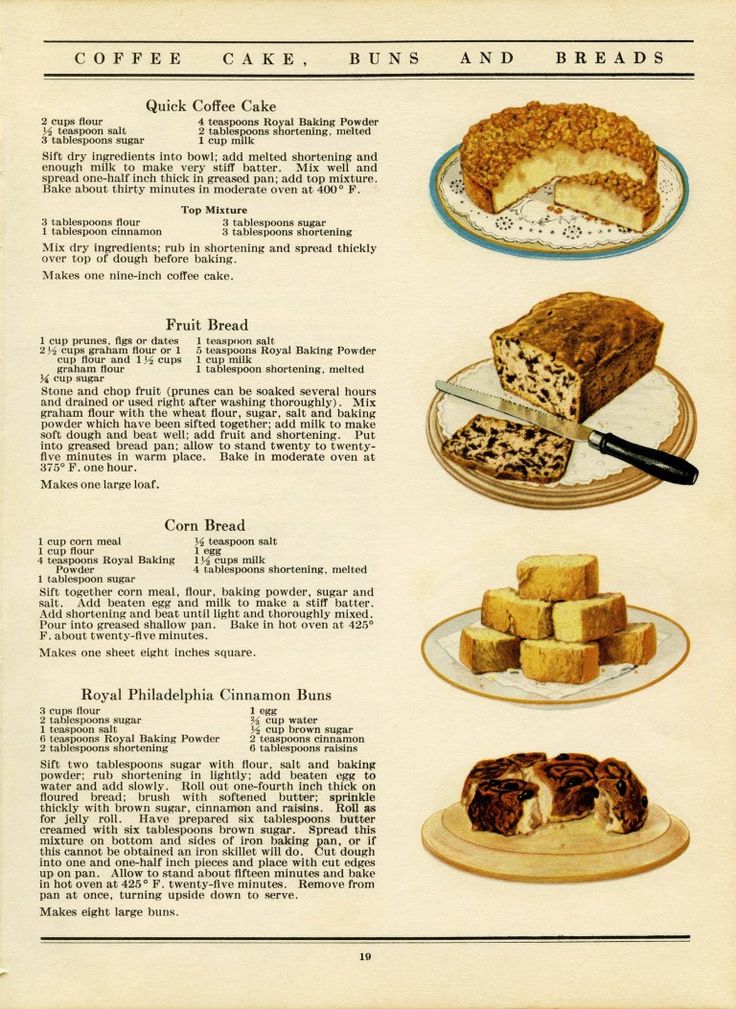 COFFEE CAKE, BUNS AND BREADS
Quick Coffee Cake
2 cups flour
½ teaspoon salt
3 tablespoons sugar
4 teaspoons Royal Baking Powder
2 tablespoons shortening, melted
1 cup milk
Sift dry ingredients into bowl; add melted shortening and
enough milk to make very stiff batter. Mix well and
spread one-half inch thick in greased pan; add top mixture.
Bake about thirty minutes in moderate oven at 400° F.
Top Mixture
3 tablespoons flour
1 tablespoon cinnamon
3 tablespoons sugar
3 tablespoons shortening
Mix dry ingredients; rub in shortening and spread thickly
over top of dough before baking.
Makes one nine-inch coffee cake.
Fruit Bread
1 cup prunes, figs or dates
2½ cups graham flour or 1
cup flour and 1½ cups
graham flour
¼ cup sugar
1 teaspoon salt
5 teaspoons Royal Baking Powder
1 cup milk
1 tablespoon shortening, melted
Stone and chop fruit (prunes can be soaked several hours
and drained or used right after washing thoroughly). Mix
graham flour with the wheat flour, sugar, salt and baking
powder which have been sifted together; add milk to make
soft dough and beat well; add fruit and shortening. Put
into greased bread pan; allow to stand twenty to twenty-
five minutes in warm place. Bake in moderate oven at
375° F. one hour.
Makes one large loaf.
Corn Bread
1 cup corn meal
1 cup flour
4 teaspoons Royal Baking
Powder
1 tablespoon sugar
½ teaspoon salt
1 egg
1½ cups milk
4 tablespoons shortening, melted
Sift together corn meal, flour, baking powder, sugar and
salt. Add beaten egg and milk to make a stiff batter.
Add shortening and beat until light and thoroughly mixed.
Pour into greased shallow pan. Bake in hot oven at 425°
F. about twenty-five minutes.
Makes one sheet eight inches square.
Royal Philadelphia Cinnamon Buns
3 cups flour
2 tablespoons sugar
1 teaspoon salt
6 teaspoons Royal Baking Powder
2 tablespoons shortening
1 egg
⅔ cup water
½ cup brown sugar
2 teaspoons cinnamon
6 tablespoons raisins
Sift two tablespoons sugar with flour, salt and baking
powder; rub shortening in lightly; add beaten egg to
water and add slowly. Roll out one-fourth inch thick on
floured bread; brush with softened butter; sprinkle
thickly with brown sugar, cinnamon and raisins. Roll as
for jelly roll. Have prepared six tablespoons butter
creamed with six tablespoons brown sugar. Spread this
mixture on bottom and sides of iron baking pan, or if
this cannot be obtained an iron skillet will do. Cut dough
into one and one-half inch pieces and place with cut edges
up on pan. Allow to stand about fifteen minutes and bake
in hot oven at 425° F. twenty-five minutes. Remove from
pan at once, turning upside down to serve.
Makes eight large buns.
19